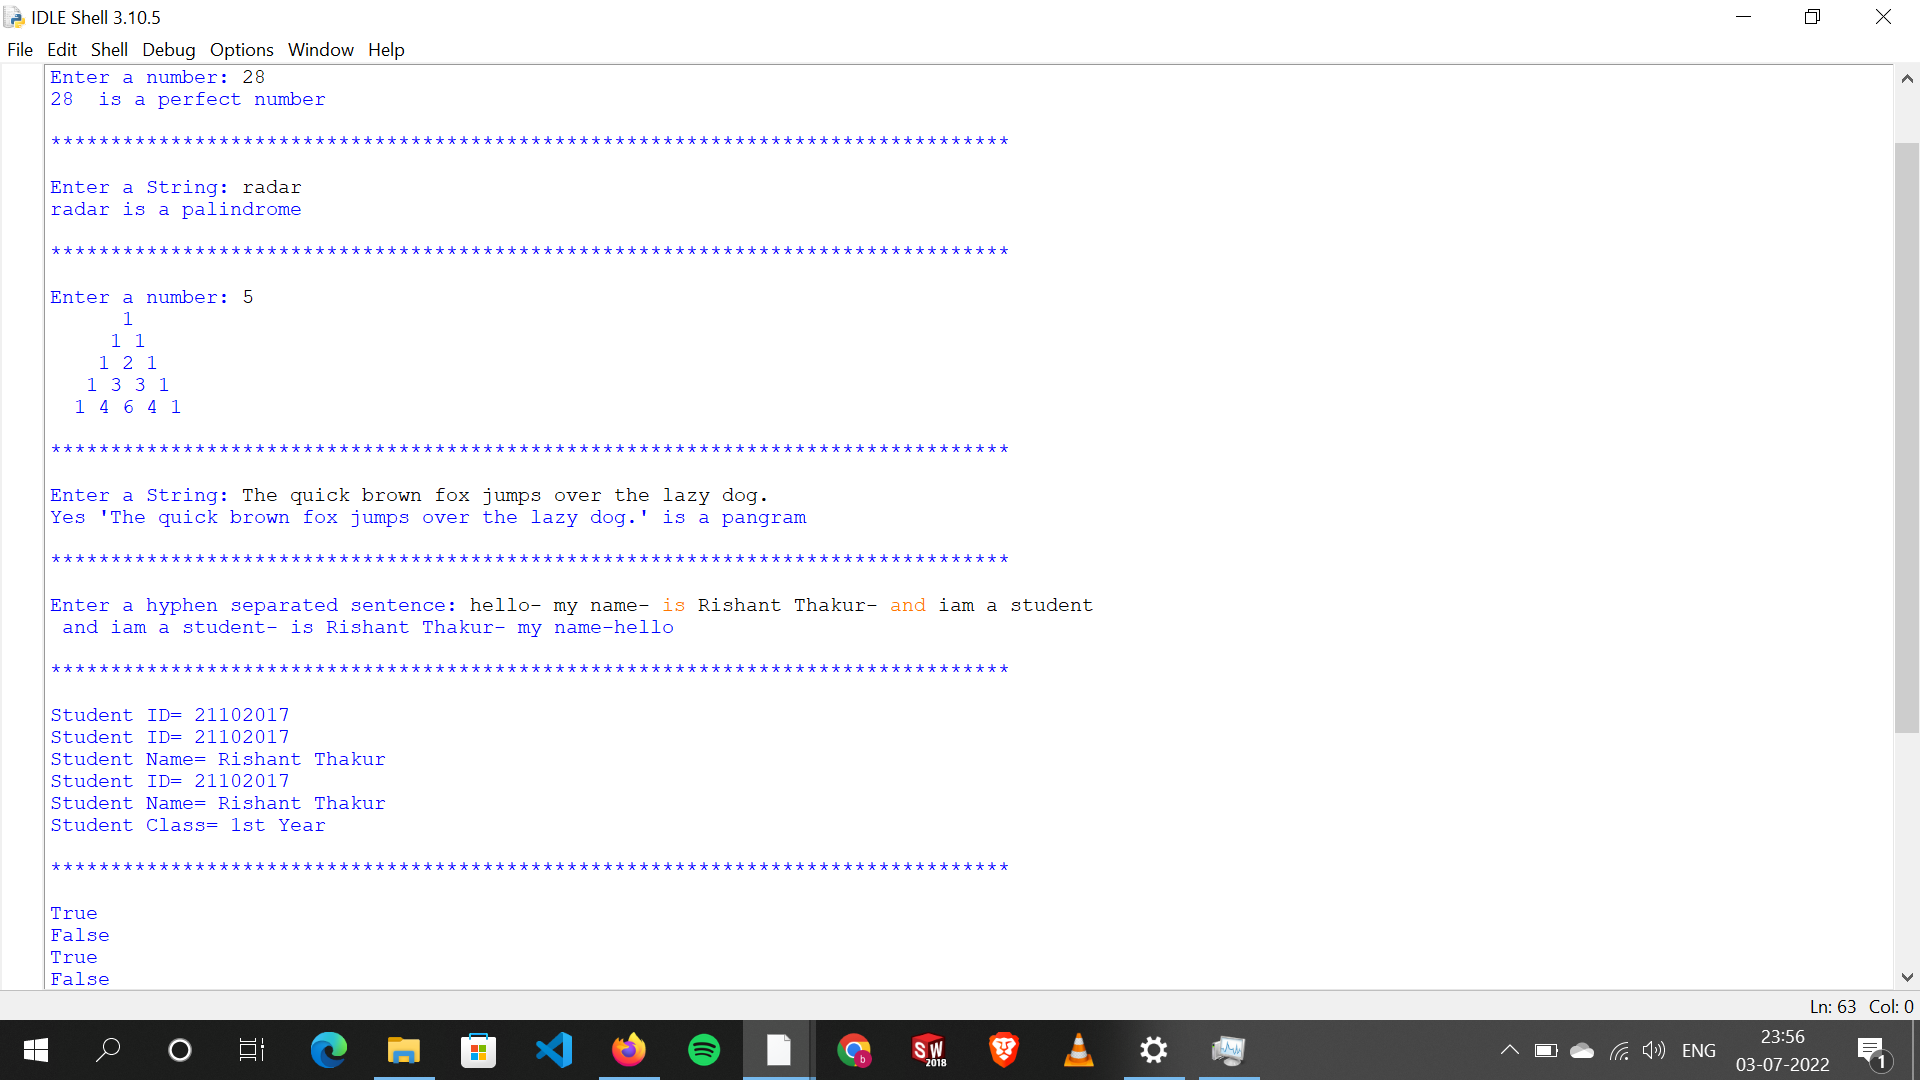 IDLE Shell 3.10.5
File Edit Shell Debug Options Window Help
Enter a number: 28
28  is a perfect number
********************************************************************************
Enter a String: radar
radar is a palindrome
********************************************************************************
Enter a number: 5
1
1 1
1 2 1
1 3 3 1
1 4 6 4 1
********************************************************************************
Enter a String: The quick brown fox jumps over the lazy dog.
Yes 'The quick brown fox jumps over the lazy dog.' is a pangram
********************************************************************************
Enter a hyphen separated sentence: hello- my name- is Rishant Thakur- and iam a student
 and iam a student- is Rishant Thakur- my name-hello
********************************************************************************
Student ID= 21102017
Student ID= 21102017
Student Name= Rishant Thakur
Student ID= 21102017
Student Name= Rishant Thakur
Student Class= 1st Year
********************************************************************************
True
False
True
False
Ln: 63 Col: 0
SW 2018
b
ENG
23:56
03-07-2022
1